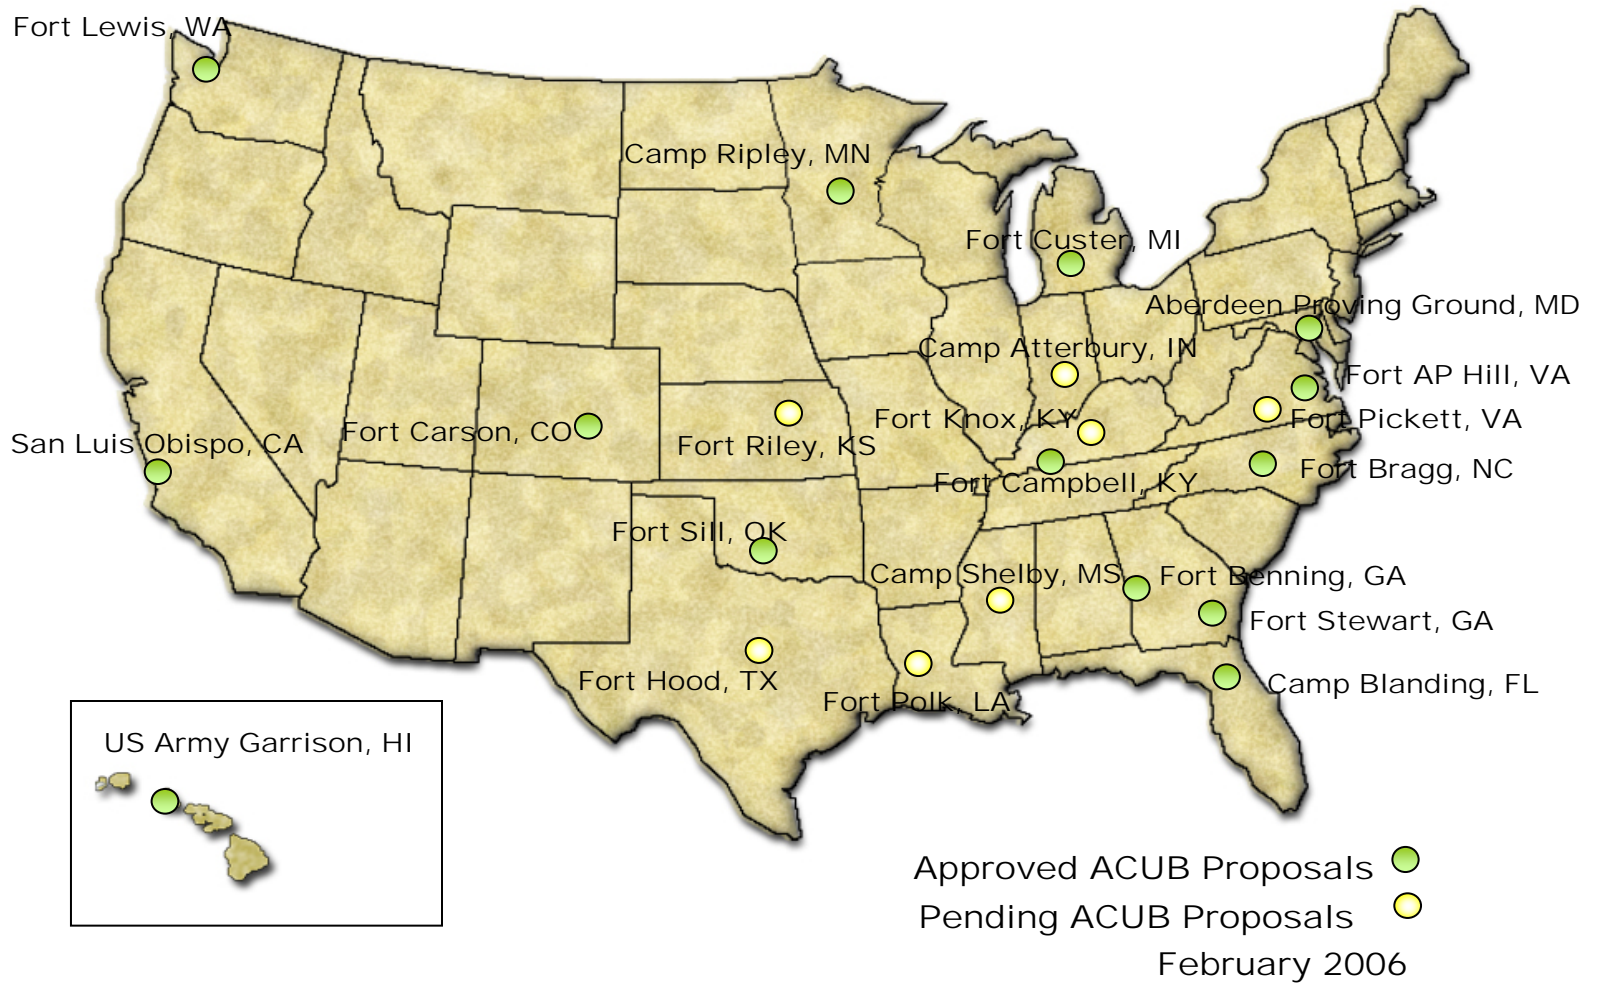 Fort Lewis, WA
Camp Ripley, MN
Fort Custer, MI
Aberdeen Proving Ground, MD
Camp Atterbury, IN
Fort AP Hill, VA
Fort Knox, KY
Fort Pickett, VA
San Luis Obispo, CA
Fort Carson, CO
Fort Riley, KS
Fort Bragg, NC
Fort Campbell, KY
Fort Sill, OK
Camp Shelby, MS
Fort Benning, GA
Fort Stewart, GA
Fort Hood, TX
Camp Blanding, FL
Fort Polk, LA
US Army Garrison, HI
Approved ACUB Proposals
Pending ACUB Proposals
February 2006